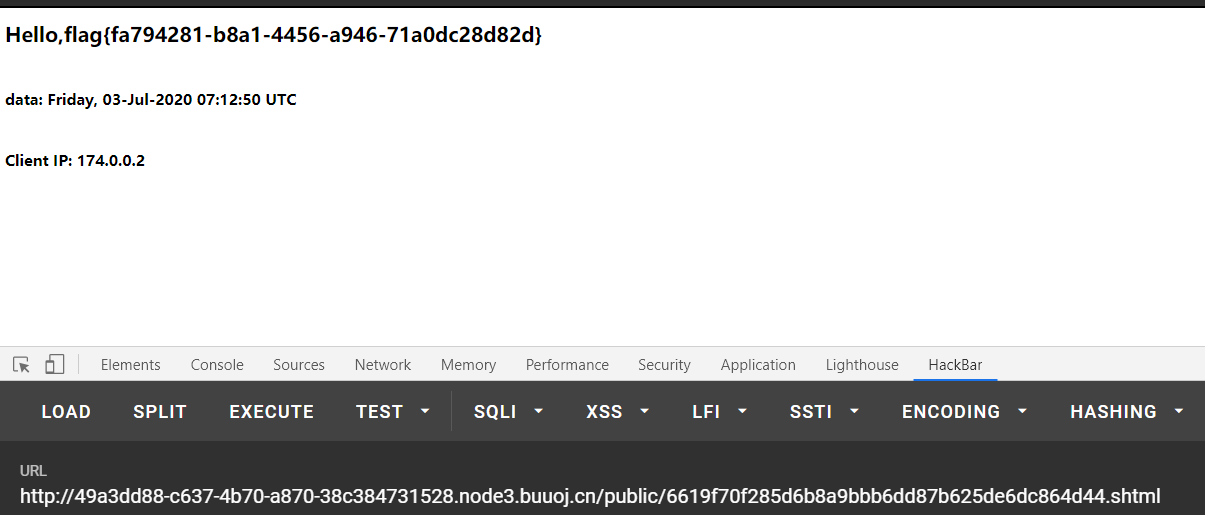 Hello,flag{fa794281-b8a1-4456-a946-71a0dc28d82d}
data: Friday, 03-Jul-2020 07:12:50 UTC
Client IP: 174.0.0.2
Elements Console Sources Network Memory Performance Security Application Lighthouse HackBar
LOAD SPLIT EXECUTE TEST SQLI XSS LFI SSTI ENCODING HASHING
URL
http://49a3dd88-c637-4b70-a870-38c384731528.node3.buuoj.cn/public/6619f70f285d6b8a9bbb6dd87b625de6dc864d44.shtml